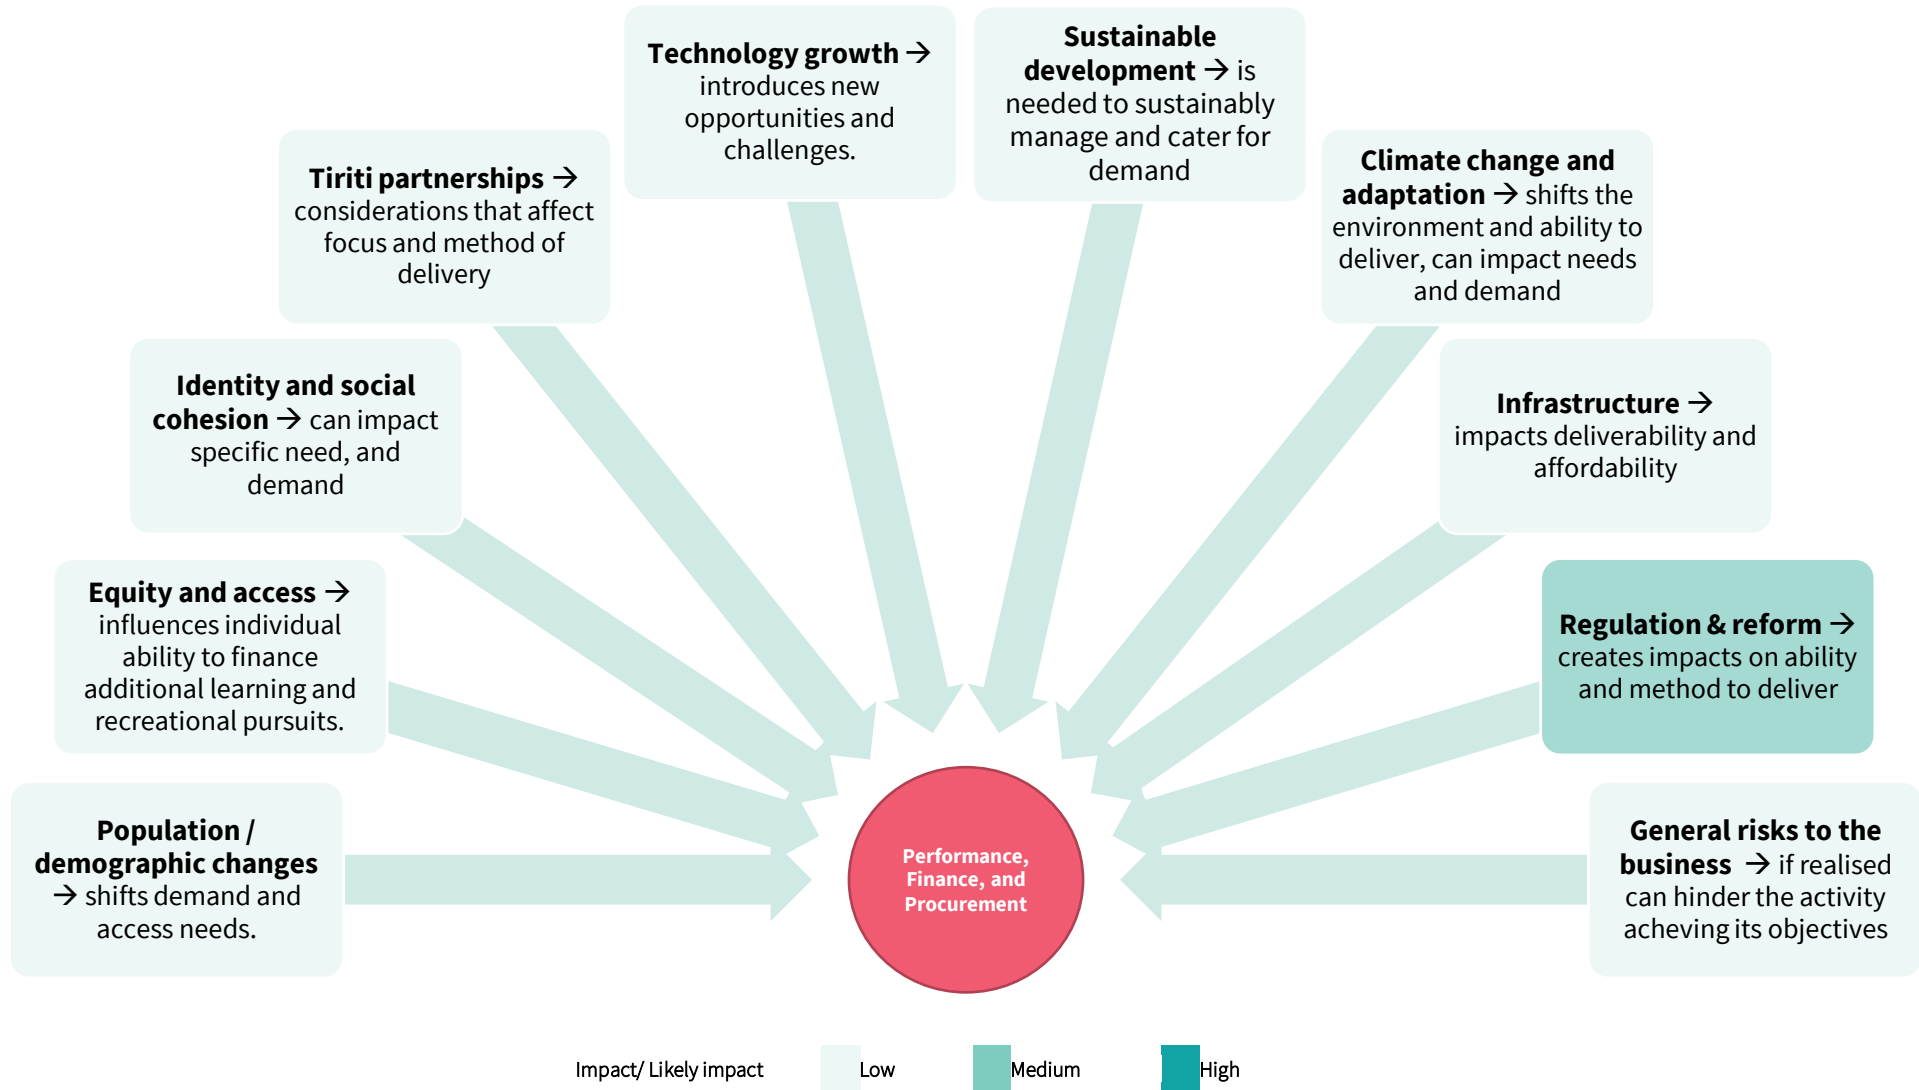 Technology growth →
introduces new
opportunities and
challenges.
Sustainable
development → is
needed to sustainably
manage and cater for
demand
Tiriti partnerships →
considerations that affect
focus and method of
delivery
Climate change and
adaptation → shifts the
environment and ability to
deliver, can impact needs
and demand
Identity and social
cohesion → can impact
specific need, and
demand
Infrastructure →
impacts deliverability and
affordability
Equity and access →
influences individual
ability to finance
additional learning and
recreational pursuits.
Regulation & reform →
creates impacts on ability
and method to deliver
Population /
demographic changes
→ shifts demand and
access needs.
General risks to the
business → if realised
can hinder the activity
acheving its objectives
Performance,
Finance, and
Procurement
Impact/ Likely impact
Low
Medium
High